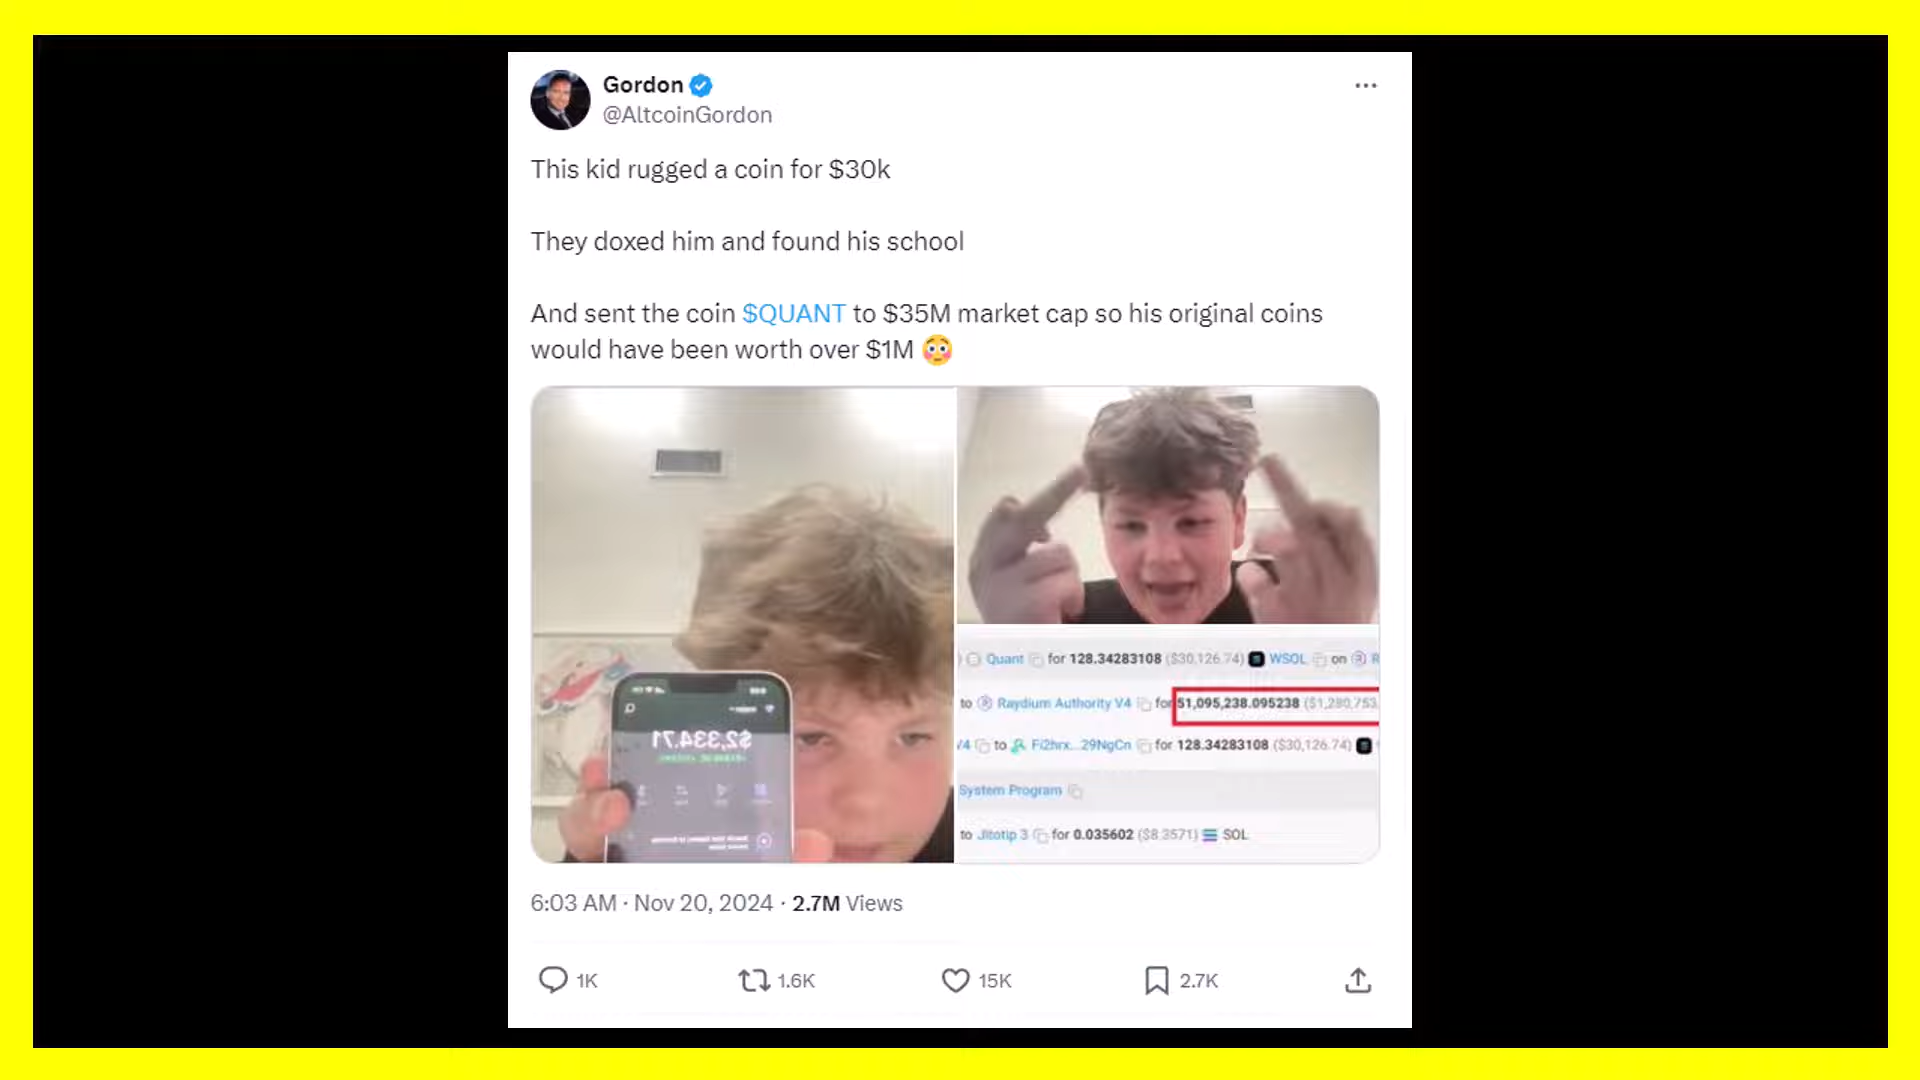 Gordon
@AltcoinGordon
This kid rugged a coin for $30k
They doxed him and found his school
And sent the coin $QUANT to $35M market cap so his original coins
would have been worth over $1M
$2,334.71
Quant for 128.34283108 ($30,126.74) WSOL on R
to Raydium Authority V4 for 51,095,238.095238 ($1,280,753.
V4 to Fi2hrx...29NgCn for 128.34283108 ($30,126.74)
System Program
to Jitotip 3 for 0.035602 ($8.3571) SOL
6:03 AM · Nov 20, 2024 · 2.7M Views
1K 1.6K 15K 2.7K